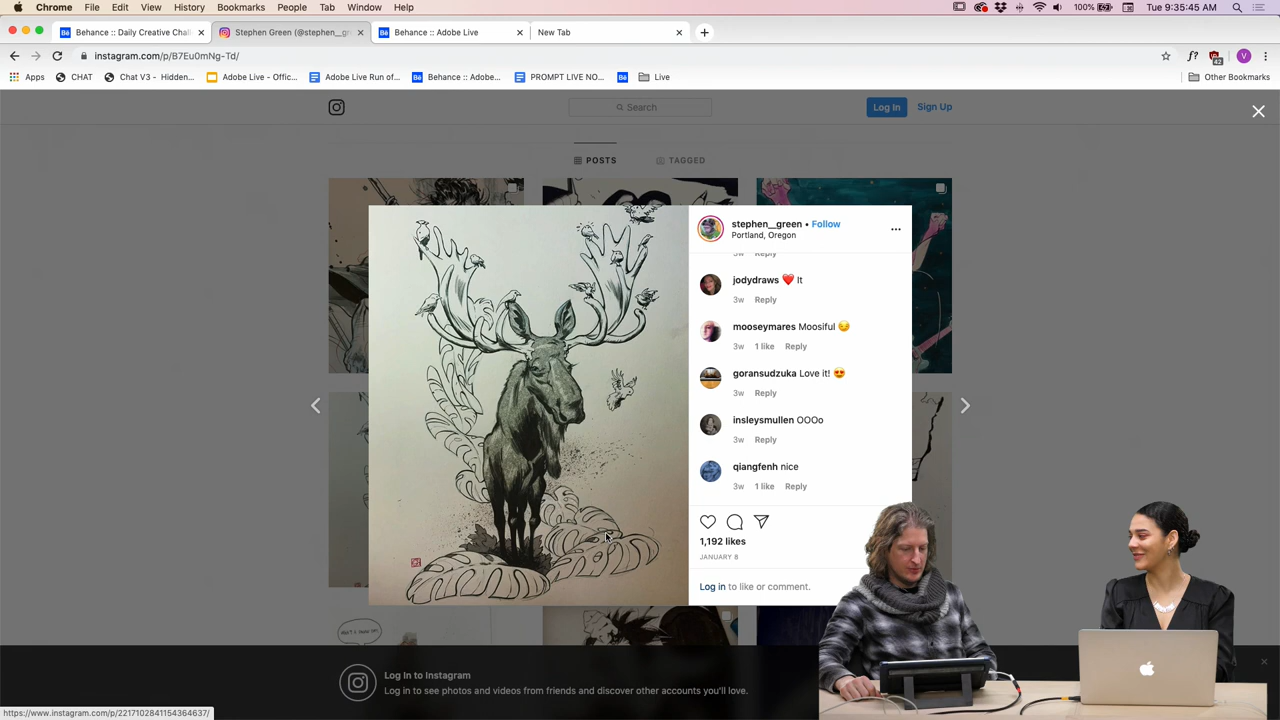 Chrome File Edit View History Bookmarks People Tab Window Help
100% Tue 9:35:45 AM
Behance :: Daily Creative Chall
Stephen Green (@stephen__gr
Behance :: Adobe Live
New Tab
instagram.com/p/B7Eu0mNg-Td/
Apps CHAT Chat V3 - Hidden... Adobe Live - Offic... Adobe Live Run of... Behance :: Adobe... PROMPT LIVE NO... Live Other Bookmarks
Search
Log In Sign Up
POSTS TAGGED
stephen__green • Follow
Portland, Oregon
3w Reply
jodydraws ❤️ It
3w Reply
mooseymares Moosiful 😏
3w 1 like Reply
goransudzuka Love it! 😍
3w Reply
insleysmullen OOOo
3w Reply
qiangfenh nice
3w 1 like Reply
1,192 likes
JANUARY 8
Log in to like or comment.
Log In to Instagram
Log in to see photos and videos from friends and discover other accounts you'll love.
https://www.instagram.com/p/2217102841154364637/